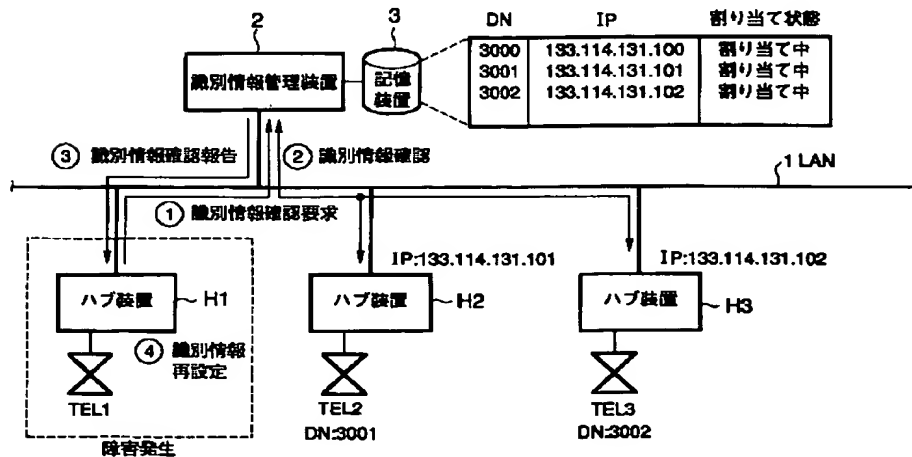 DN IP 割り当て状態
2 3
3000 133.114.131.100 割り当て中
3001 133.114.131.101 割り当て中
3002 133.114.131.102 割り当て中
識別情報管理装置
記憶
装置
③ 識別情報確認報告
② 識別情報確認
1 LAN
① 識別情報確認要求
IP:133.114.131.101
IP:133.114.131.102
ハブ装置 H1
ハブ装置 H2
ハブ装置 H3
④ 識別情報
再設定
TEL1
TEL2
TEL3
DN:3001
DN:3002
障害発生